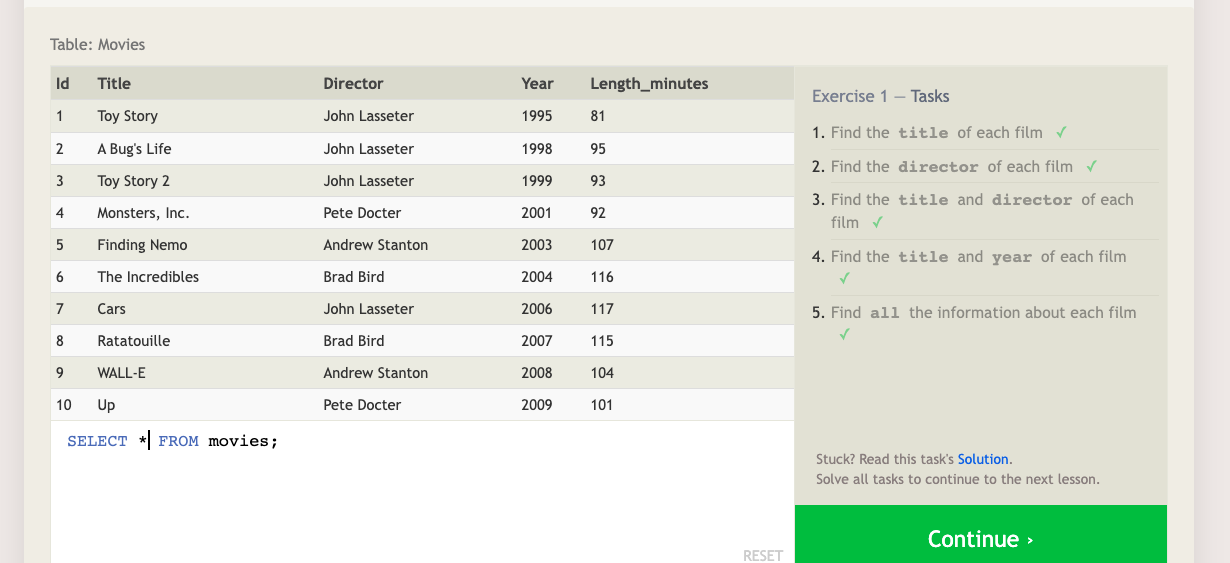 Table: Movies
Id Title Director Year Length_minutes
1 Toy Story John Lasseter 1995 81
2 A Bug's Life John Lasseter 1998 95
3 Toy Story 2 John Lasseter 1999 93
4 Monsters, Inc. Pete Docter 2001 92
5 Finding Nemo Andrew Stanton 2003 107
6 The Incredibles Brad Bird 2004 116
7 Cars John Lasseter 2006 117
8 Ratatouille Brad Bird 2007 115
9 WALL-E Andrew Stanton 2008 104
10 Up Pete Docter 2009 101
SELECT * FROM movies;
RESET
Exercise 1 — Tasks
1. Find the title of each film ✓
2. Find the director of each film ✓
3. Find the title and director of each
film ✓
4. Find the title and year of each film
✓
5. Find all the information about each film
✓
Stuck? Read this task's Solution.
Solve all tasks to continue to the next lesson.
Continue ›